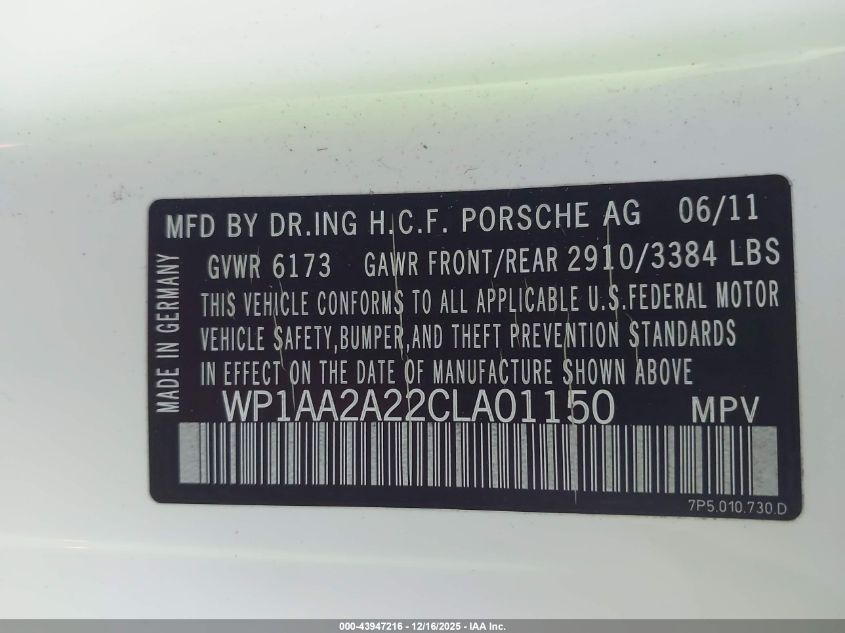 MFD BY DR.ING H.C.F. PORSCHE AG 06/11
GVWR 6173 GAWR FRONT/REAR 2910/3384 LBS
THIS VEHICLE CONFORMS TO ALL APPLICABLE U.S.FEDERAL MOTOR
VEHICLE SAFETY,BUMPER,AND THEFT PREVENTION STANDARDS
IN EFFECT ON THE DATE OF MANUFACTURE SHOWN ABOVE
MADE IN GERMANY
WP1AA2A22CLA01150 MPV
7P5.010.730.D
000-43947216 - 12/16/2025 - IAA Inc.